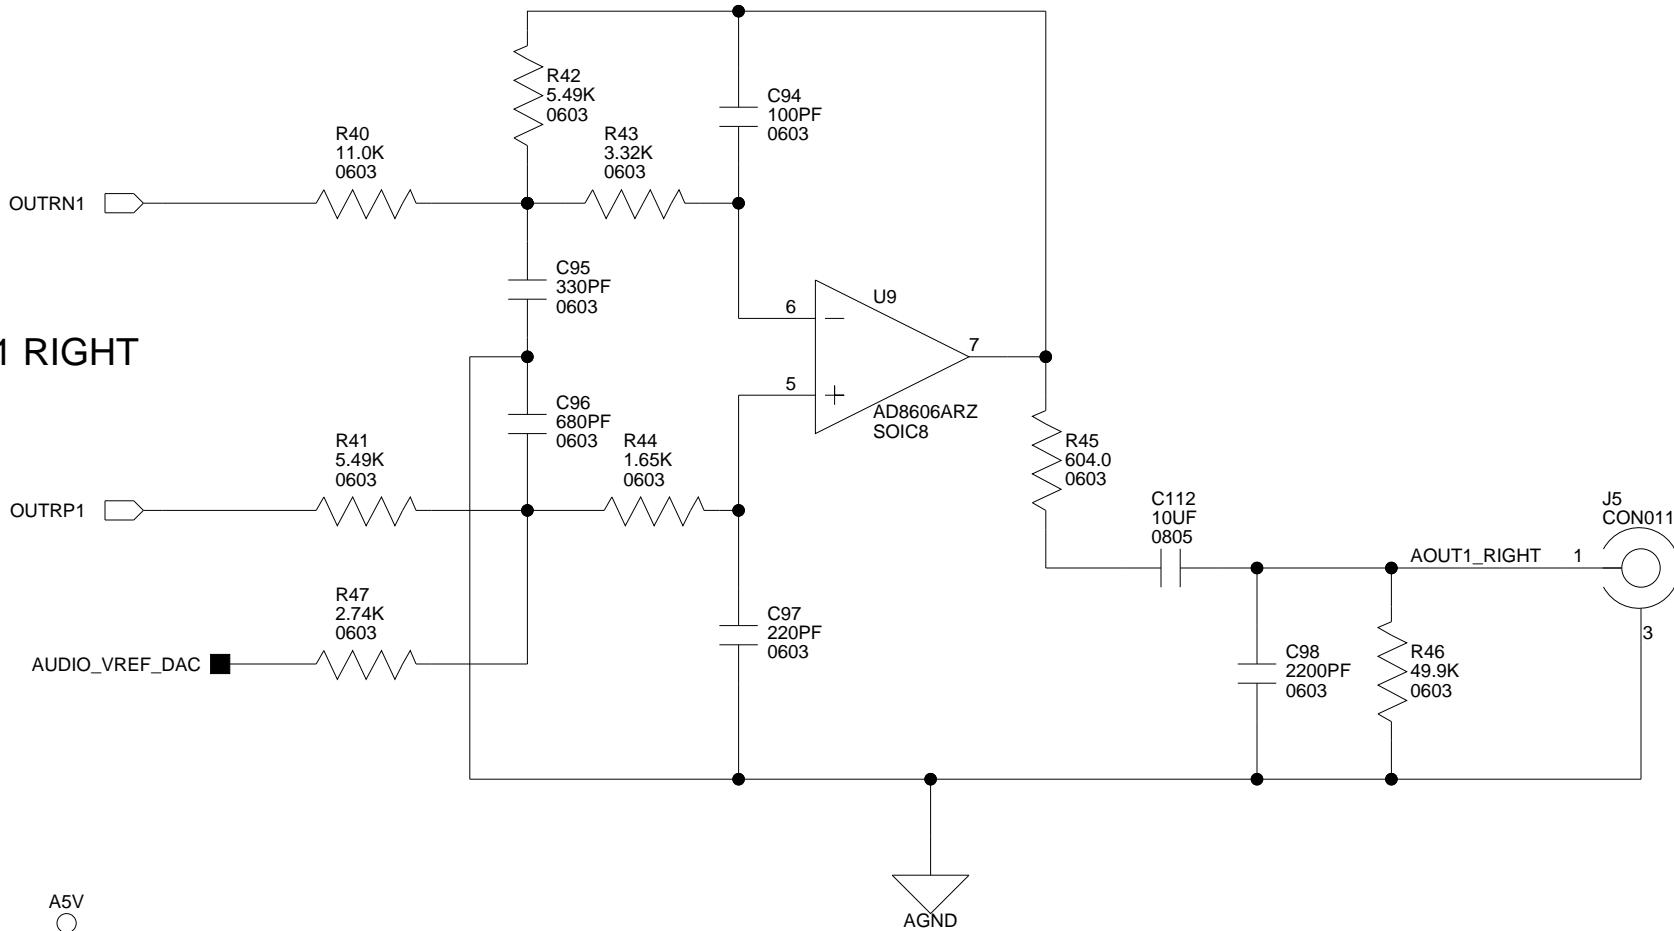 R42
5.49K
0603
C94
100PF
0603
R40
11.0K
0603
R43
3.32K
0603
OUTRN1
C95
330PF
0603
U9
6
7
5
AD8606ARZ
SOIC8
1 RIGHT
C96
680PF
0603
R41
5.49K
0603
R44
1.65K
0603
R45
604.0
0603
OUTRP1
C112
10UF
0805
J5
CON011
AOUT1_RIGHT
1
3
R47
2.74K
0603
AUDIO_VREF_DAC
C97
220PF
0603
C98
2200PF
0603
R46
49.9K
0603
A5V
AGND